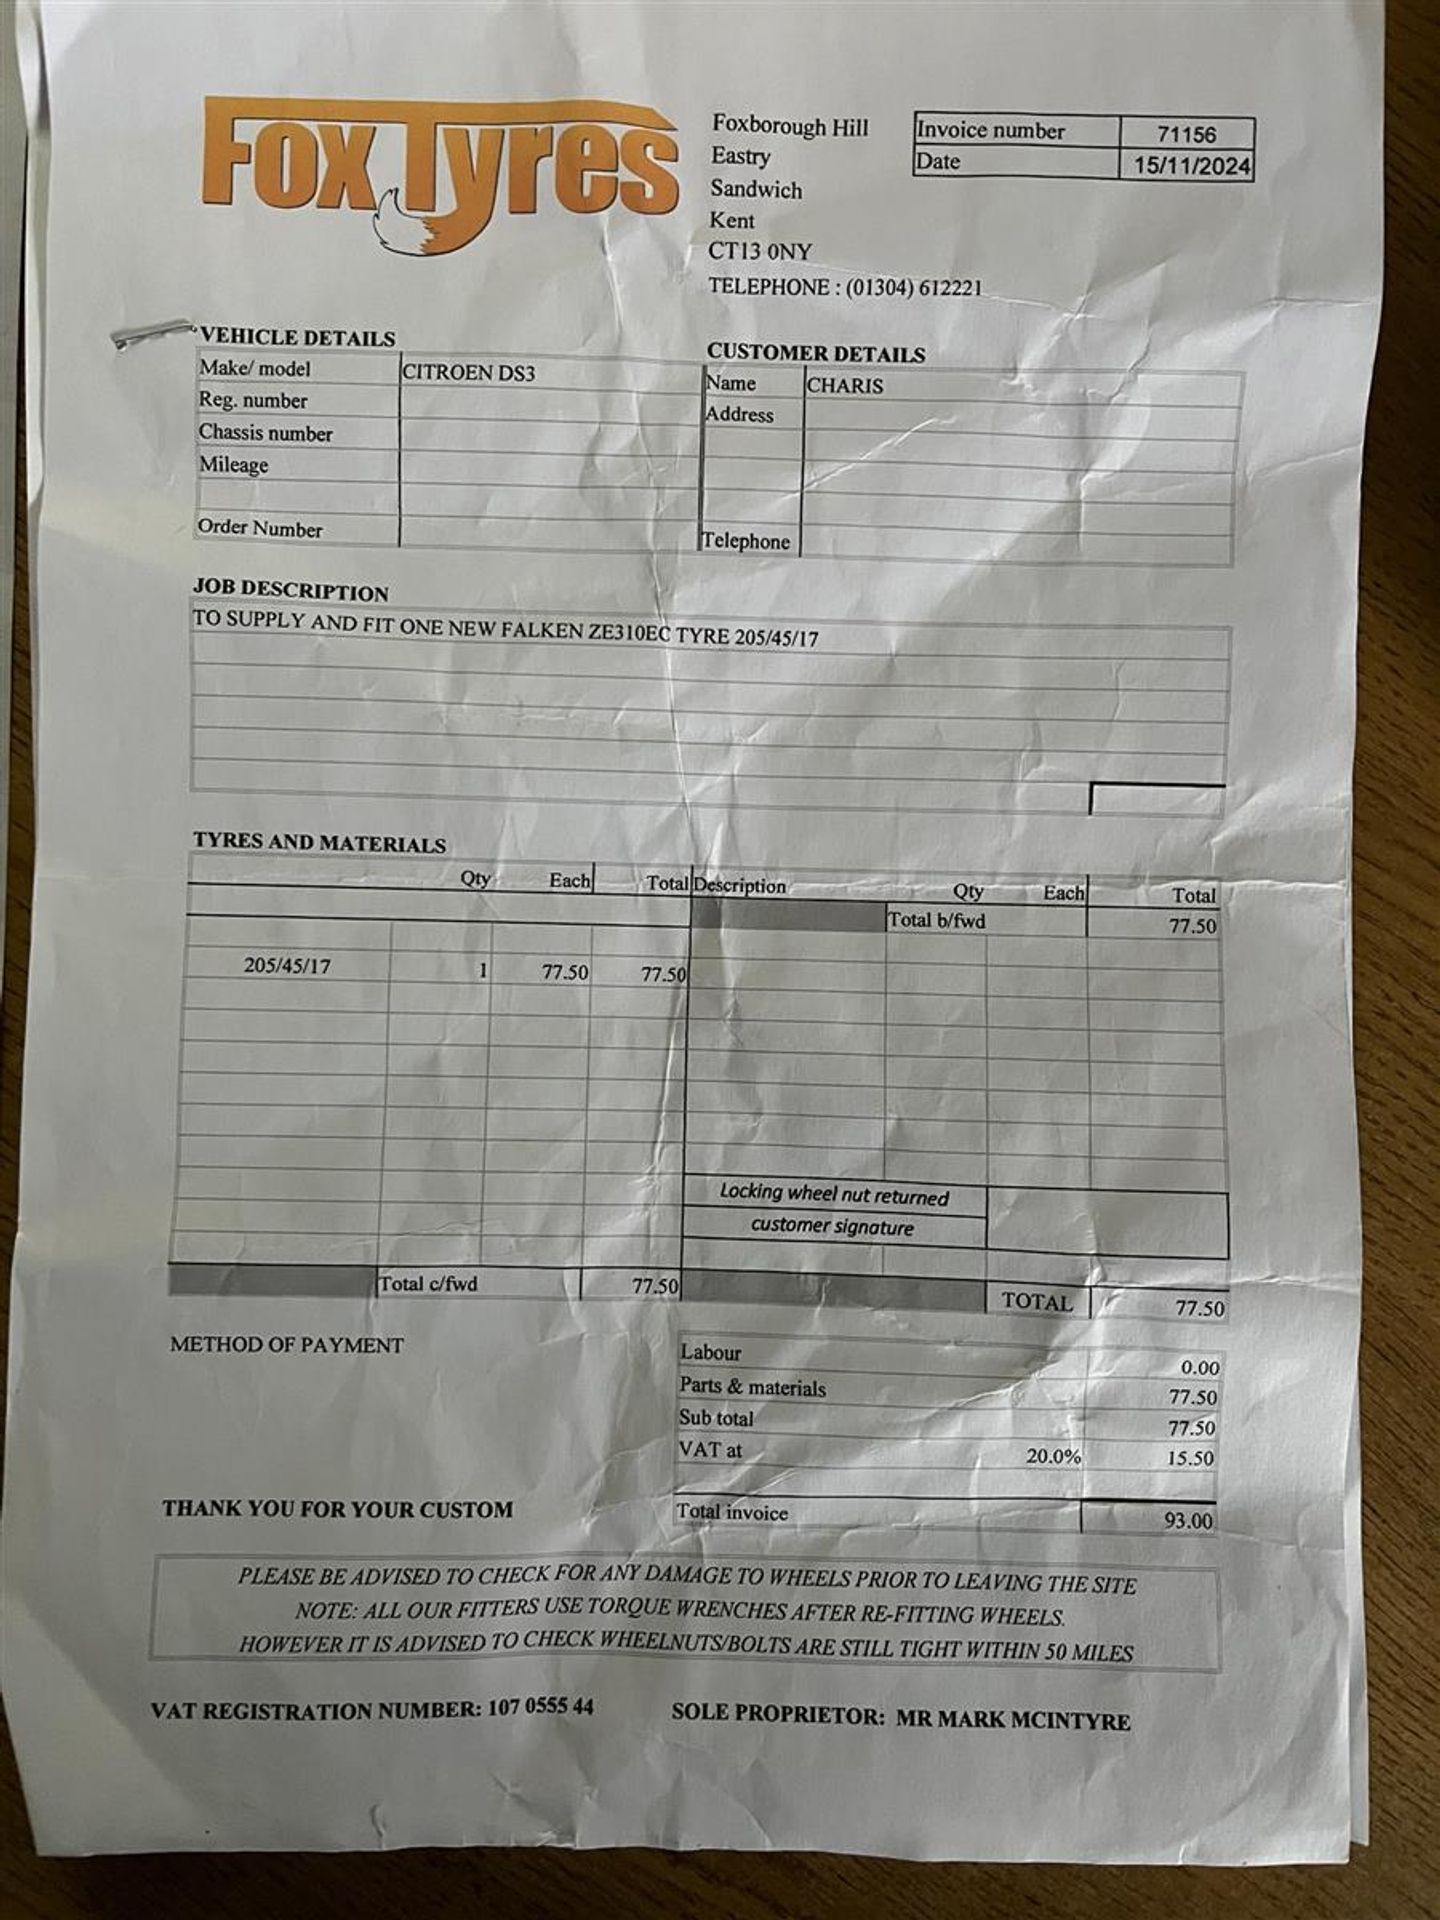 Fox Tyres
Foxborough Hill
Eastry
Sandwich
Kent
CT13 0NY
TELEPHONE : (01304) 612221
Invoice number 71156
Date 15/11/2024
VEHICLE DETAILS
Make/ model CITROEN DS3
Reg. number
Chassis number
Mileage
Order Number
CUSTOMER DETAILS
Name CHARIS
Address
Telephone
JOB DESCRIPTION
TO SUPPLY AND FIT ONE NEW FALKEN ZE310EC TYRE 205/45/17
TYRES AND MATERIALS
Qty Each Total Description Qty Each Total
Total b/fwd 77.50
205/45/17 1 77.50 77.50
Locking wheel nut returned
customer signature
Total c/fwd 77.50 TOTAL 77.50
METHOD OF PAYMENT
Labour 0.00
Parts & materials 77.50
Sub total 77.50
VAT at 20.0% 15.50
THANK YOU FOR YOUR CUSTOM
Total invoice 93.00
PLEASE BE ADVISED TO CHECK FOR ANY DAMAGE TO WHEELS PRIOR TO LEAVING THE SITE
NOTE: ALL OUR FITTERS USE TORQUE WRENCHES AFTER RE-FITTING WHEELS.
HOWEVER IT IS ADVISED TO CHECK WHEELNUTS/BOLTS ARE STILL TIGHT WITHIN 50 MILES
VAT REGISTRATION NUMBER: 107 0555 44 SOLE PROPRIETOR: MR MARK MCINTYRE